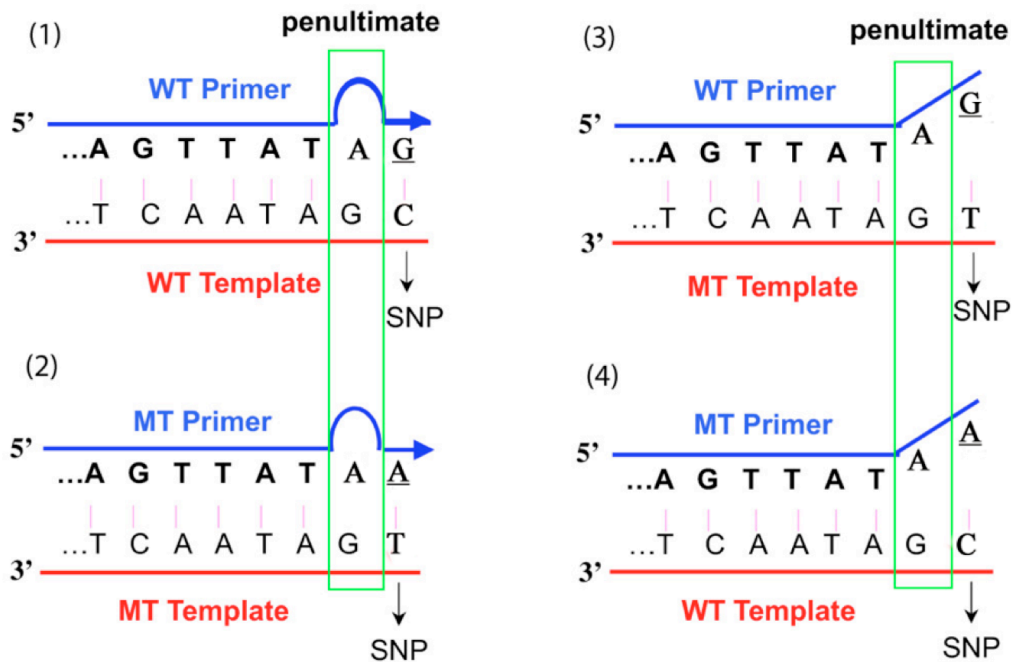 (1)
penultimate
WT Primer
5’
...A G T T A T A G
...T C A A T A G C
3’
WT Template
SNP
(2)
MT Primer
5’
...A G T T A T A A
...T C A A T A G T
3’
MT Template
SNP
(3)
penultimate
WT Primer
5’
G
...A G T T A T A
...T C A A T A G T
3’
MT Template
SNP
(4)
MT Primer
5’
A
...A G T T A T A
...T C A A T A G C
3’
WT Template
SNP